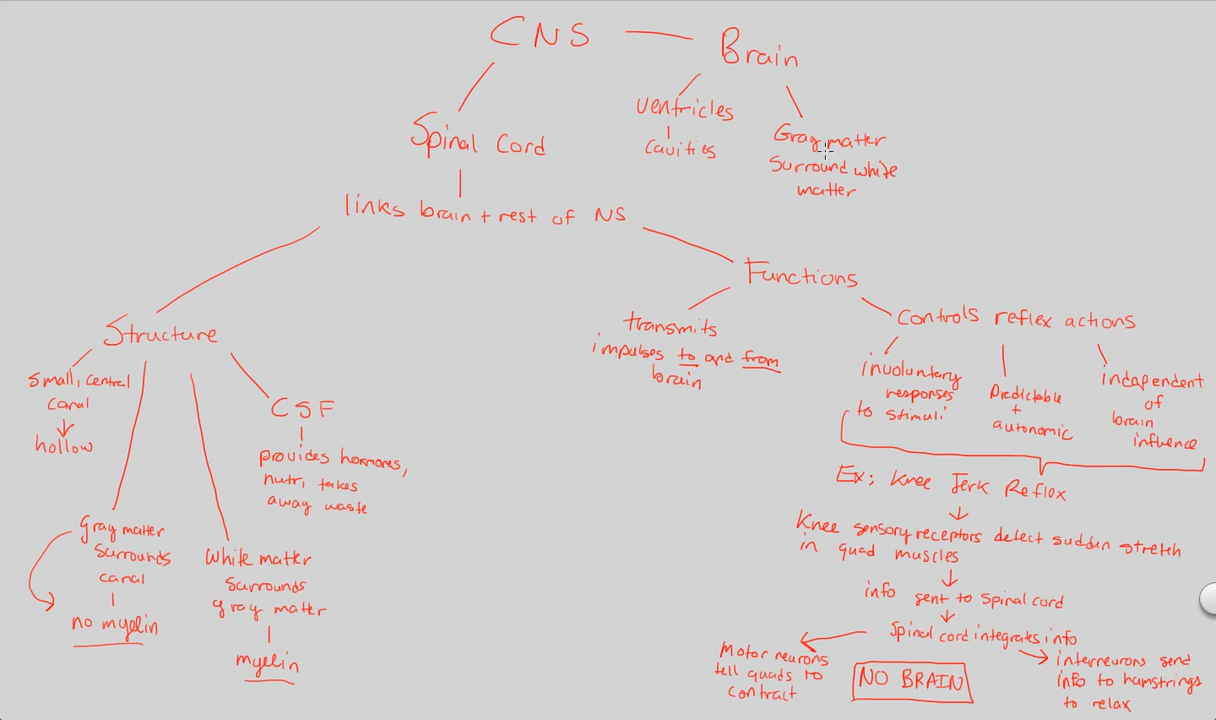 CNS
Brain
Ventricles
Cavities
Gray matter
Surround white
matter
Spinal Cord
links brain + rest of NS
Functions
transmits
impulses to and from
brain
Controls reflex actions
involuntary
responses
to stimuli
Predictable
+
autonomic
indapendent
of
brain
influence
Structure
Small, central
canal
hollow
CSF
provides hormones,
nutri, takes
away waste
Gray matter
surrounds
canal
no myelin
White matter
surrounds
gray matter
myelin
Ex: Knee Jerk Reflex
Knee sensory receptors detect sudden stretch
in quad muscles
info sent to spinal cord
Spinal cord integrates info
Motor neurons
tell quads to
contract
NO BRAIN
interneurons send
info to hamstrings
to relax